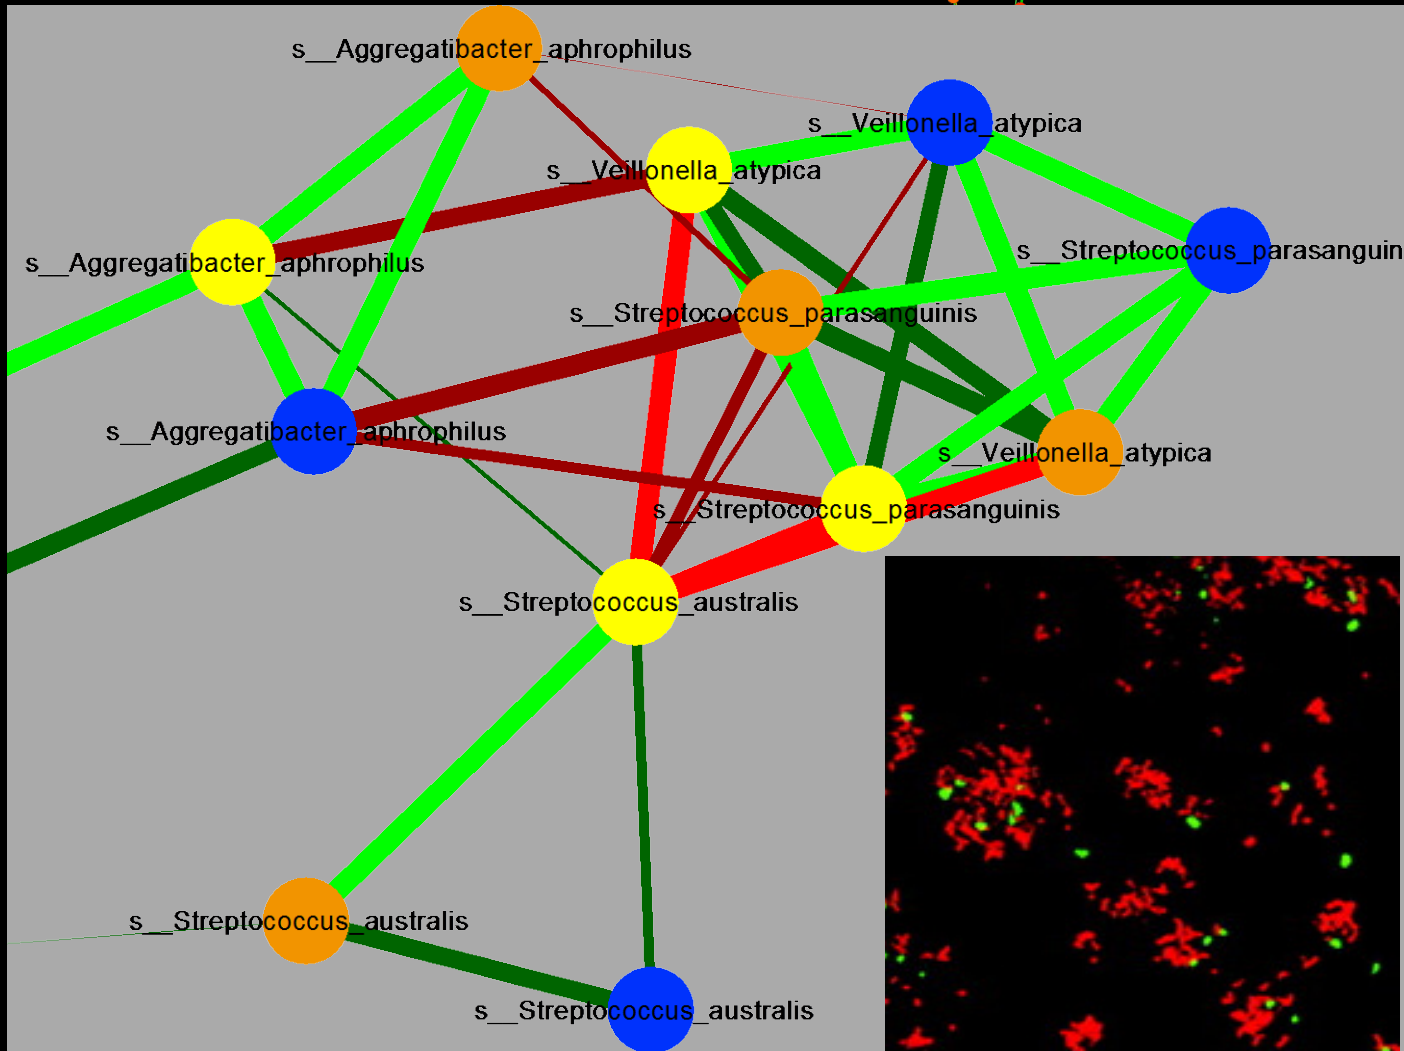 s__Aggregatibacter_aphrophilus
s__Veillonella_atypica
s__Veillonella_atypica
s__Streptococcus_parasanguin
s__Aggregatibacter_aphrophilus
s__Streptococcus_parasanguinis
s__Aggregatibacter_aphrophilus
s__Veillonella_atypica
s__Streptococcus_parasanguinis
s__Streptococcus_australis
s__Streptococcus_australis
s__Streptococcus_australis